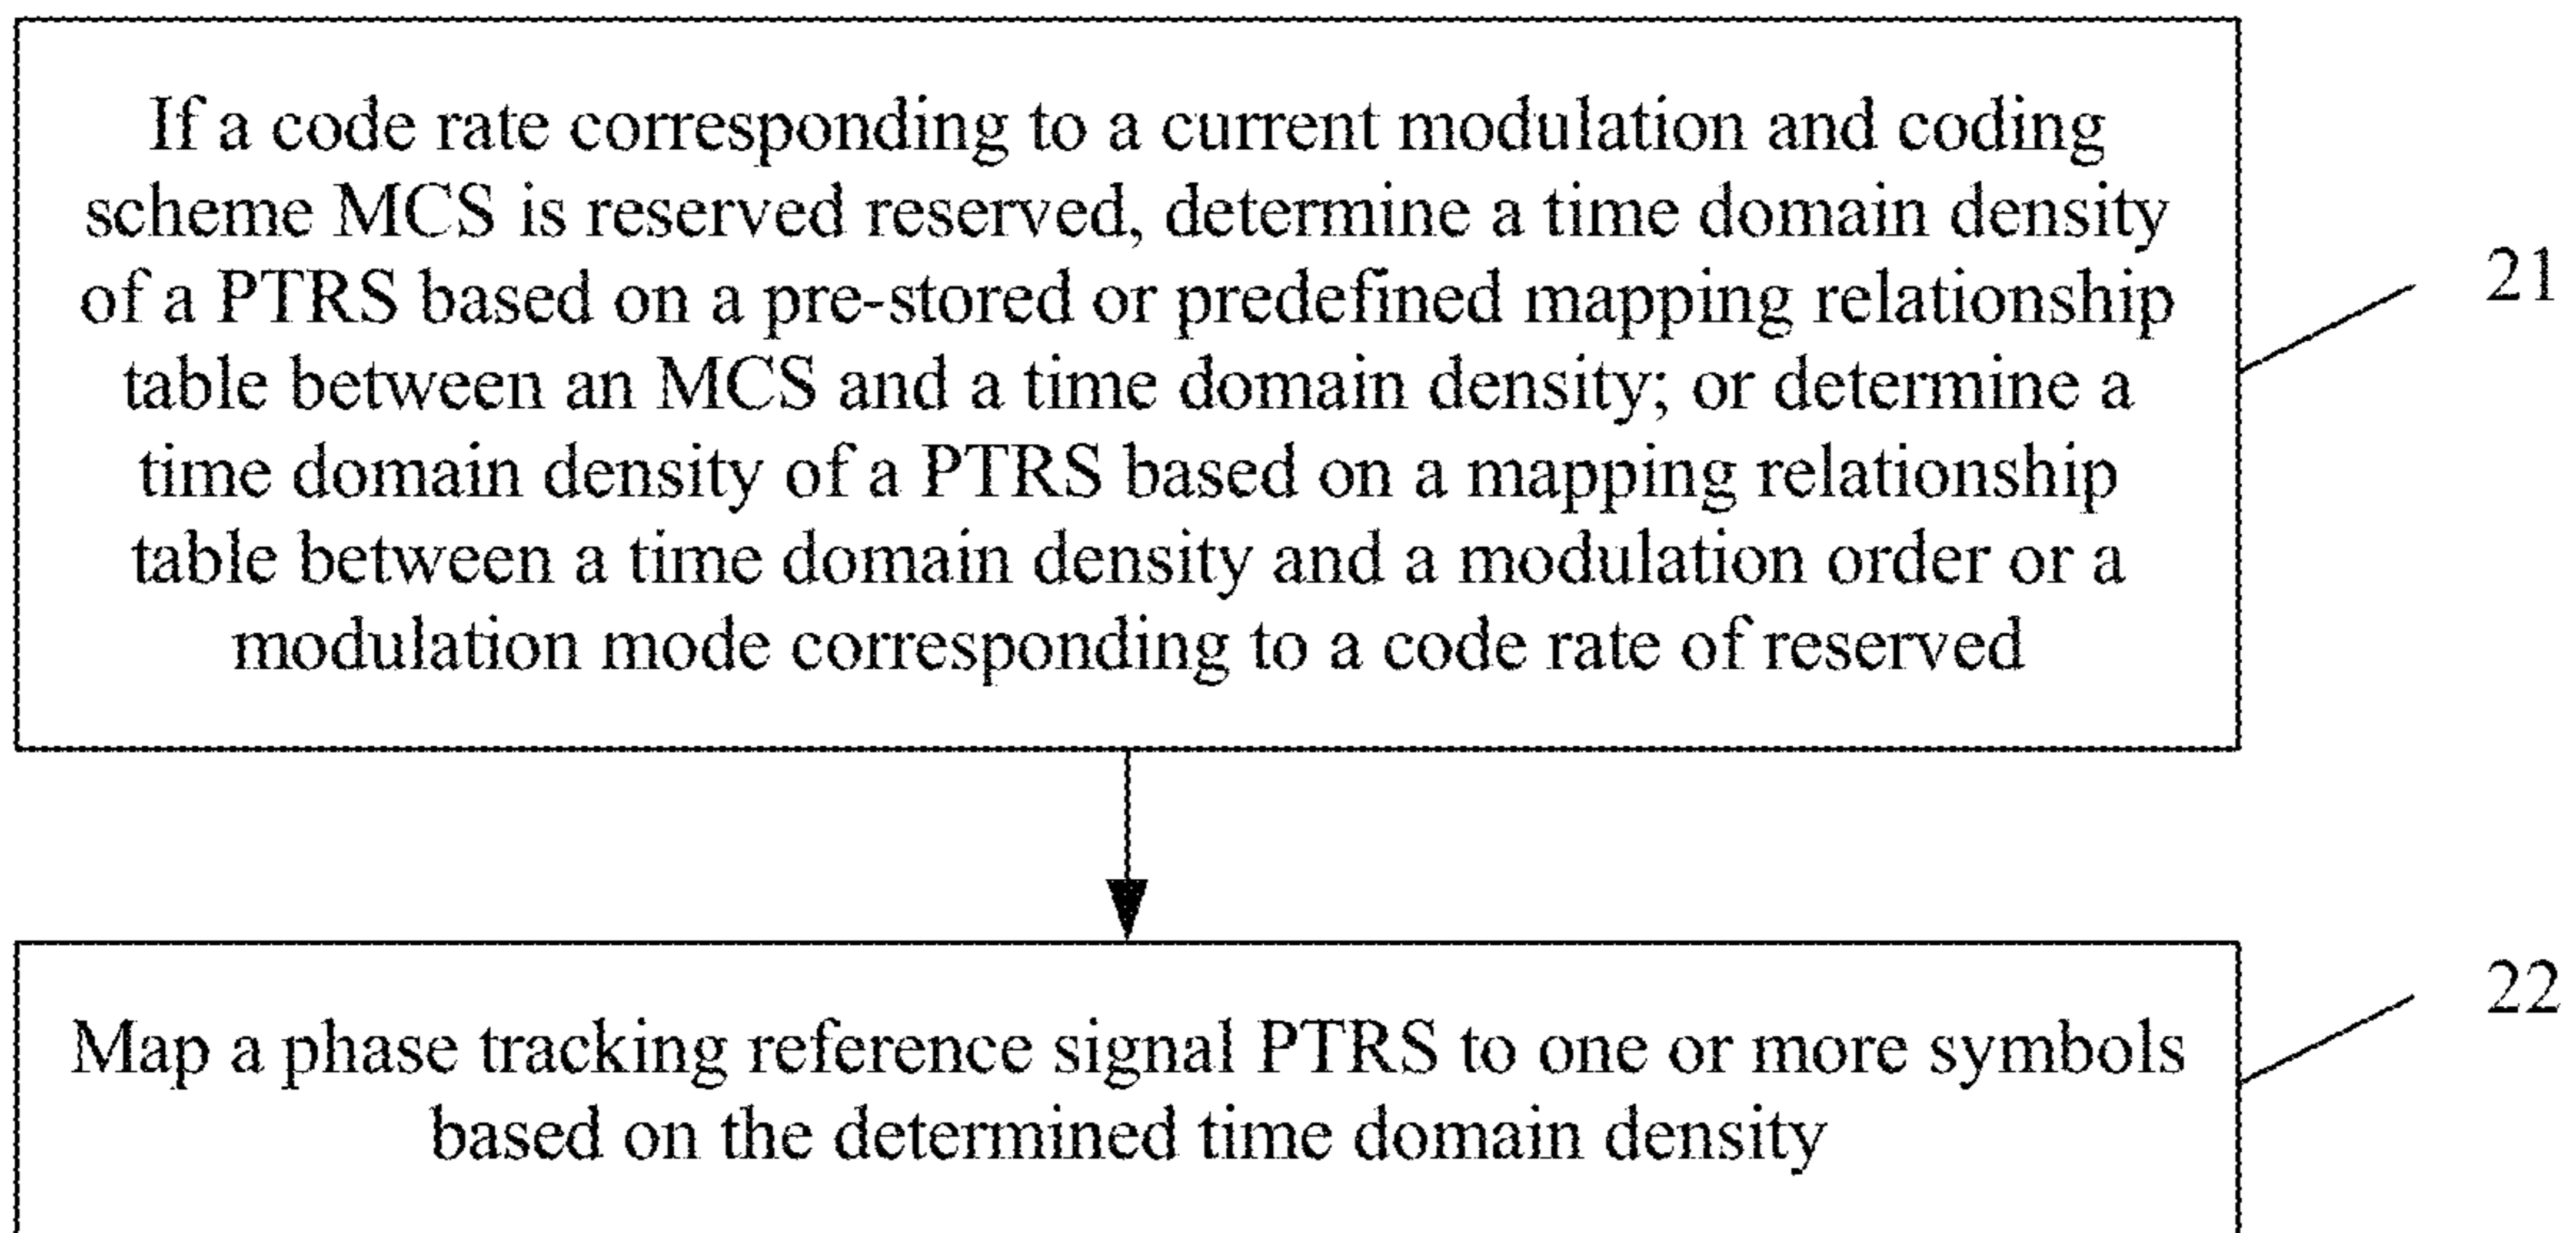 If a code rate corresponding to a current modulation and coding
scheme MCS is reserved reserved, determine a time domain density
of a PTRS based on a pre-stored or predefined mapping relationship
table between an MCS and a time domain density; or determine a
time domain density of a PTRS based on a mapping relationship
table between a time domain density and a modulation order or a
modulation mode corresponding to a code rate of reserved
21
Map a phase tracking reference signal PTRS to one or more symbols
based on the determined time domain density
22